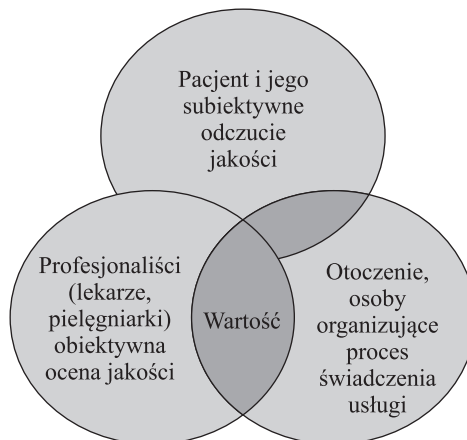 Pacjent i jego
subiektywne
odczucie
jakości
Profesjonaliści
(lekarze,
pielęgniarki)
obiektywna
ocena jakości
Wartość
Otoczenie,
osoby
organizujące
proces
świadczenia
usługi